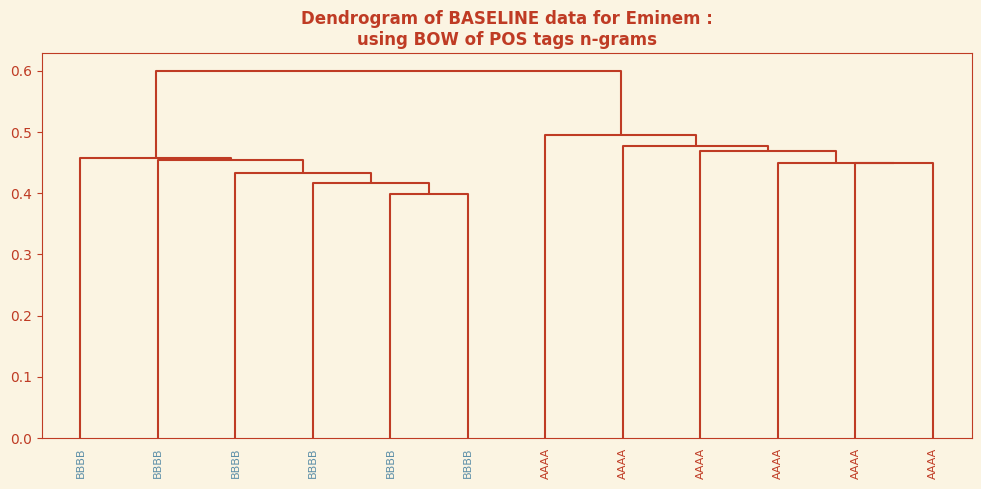 Dendrogram of BASELINE data for Eminem :
using BOW of POS tags n-grams
0.6
0.5
0.4
0.3
0.2
0.1
0.0
BBBB
BBBB
BBBB
BBBB
BBBB
BBBB
AAAA
AAAA
AAAA
AAAA
AAAA
AAAA